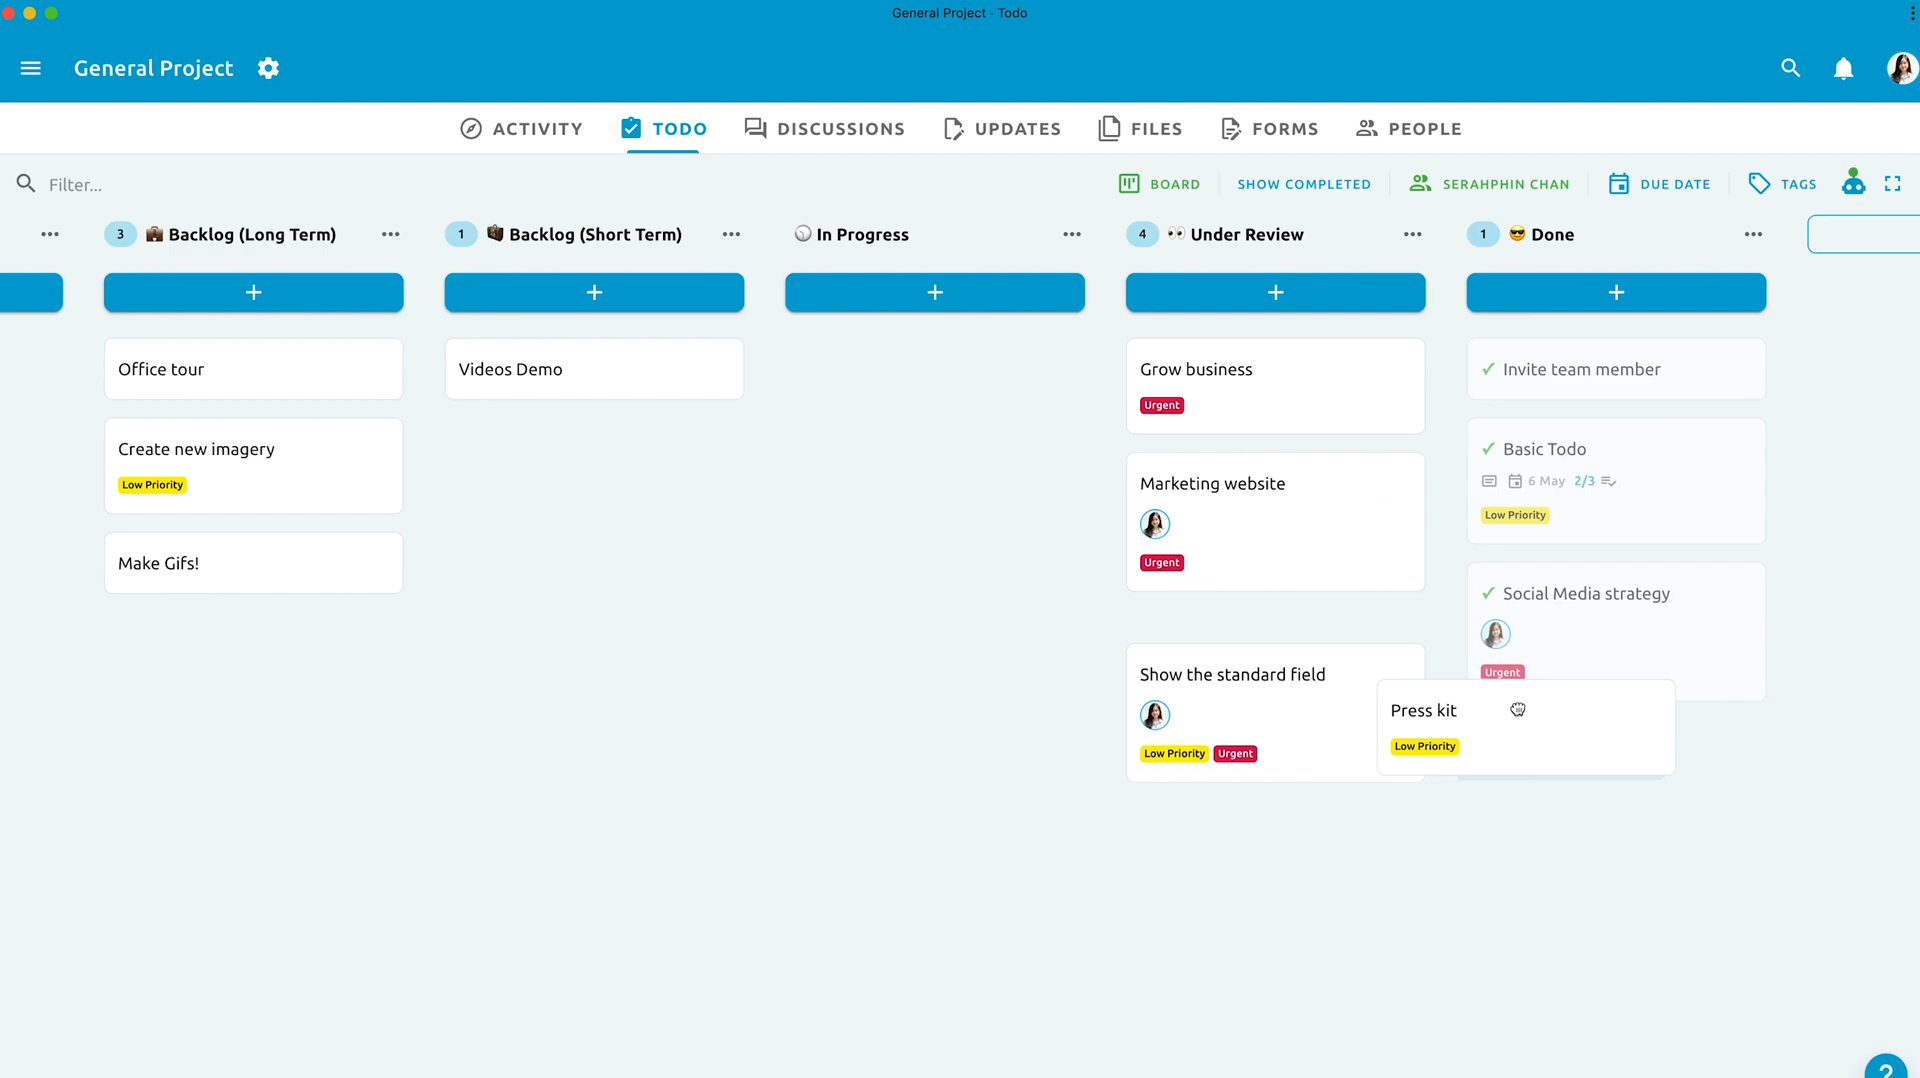 General Project · Todo
General Project
ACTIVITY
TODO
DISCUSSIONS
UPDATES
FILES
FORMS
PEOPLE
Filter...
BOARD
SHOW COMPLETED
SERAHPHIN CHAN
DUE DATE
TAGS
3 Backlog (Long Term)
1 Backlog (Short Term)
In Progress
4 Under Review
1 Done
+
+
+
+
+
Office tour
Create new imagery
Low Priority
Make Gifs!
Videos Demo
Grow business
Urgent
Marketing website
Urgent
Show the standard field
Low Priority Urgent
✓ Invite team member
✓ Basic Todo
6 May 2/3
Low Priority
✓ Social Media strategy
Urgent
Press kit
Low Priority
?